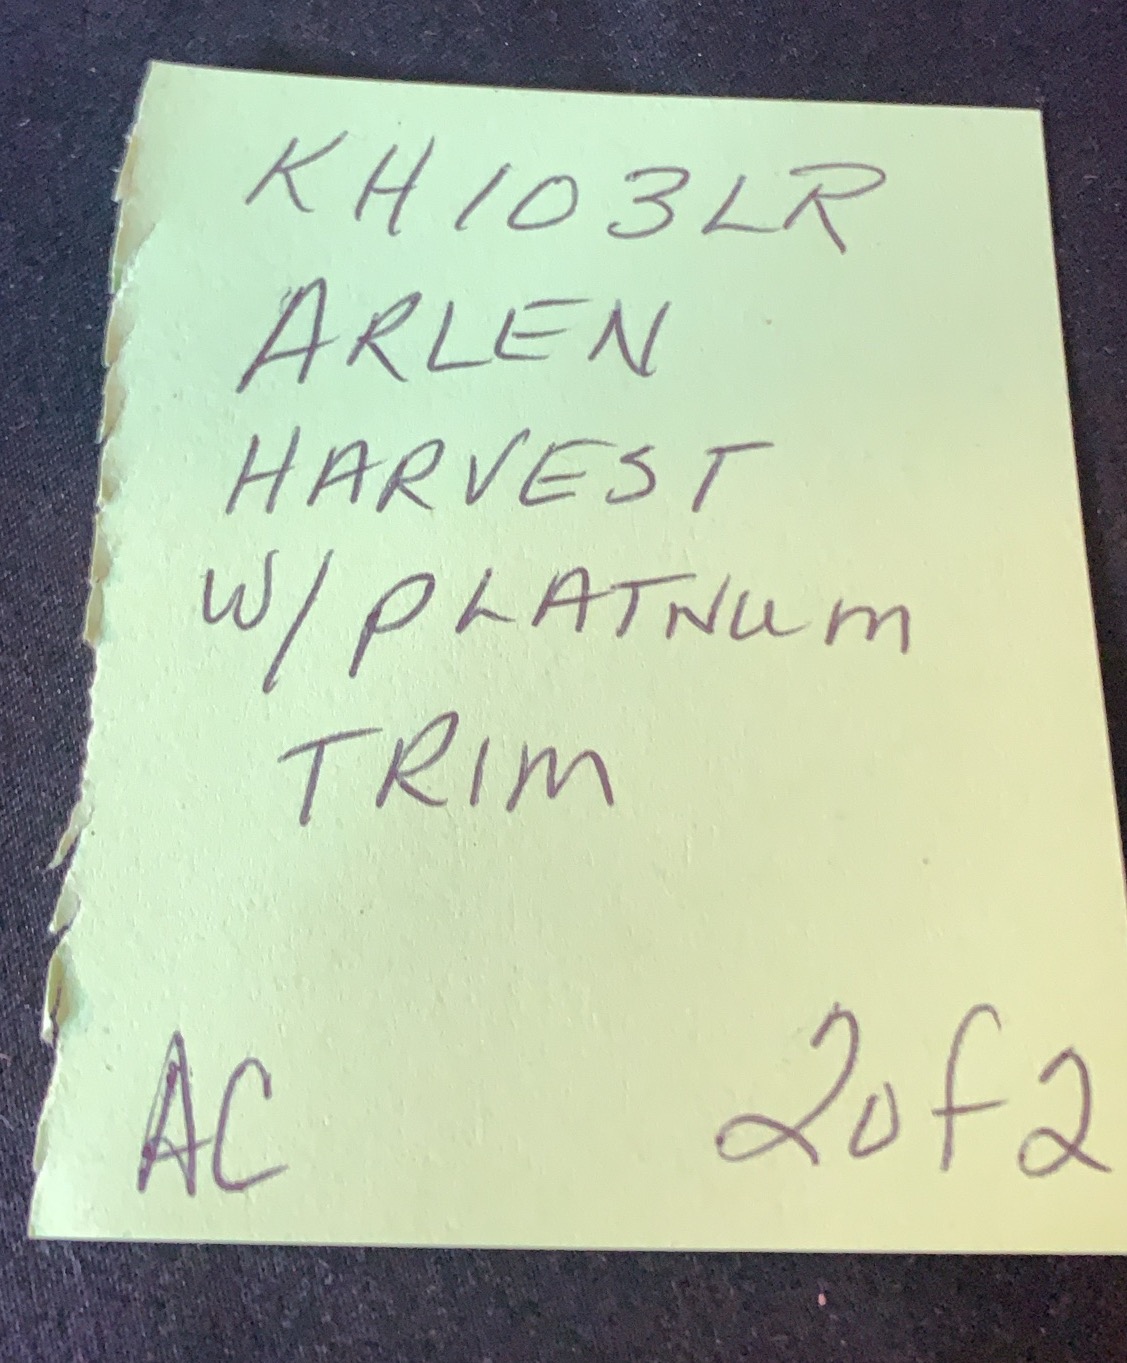 KH103LR
ARLEN
HARVEST
W/PLATNUM
TRIM
AC 2of2